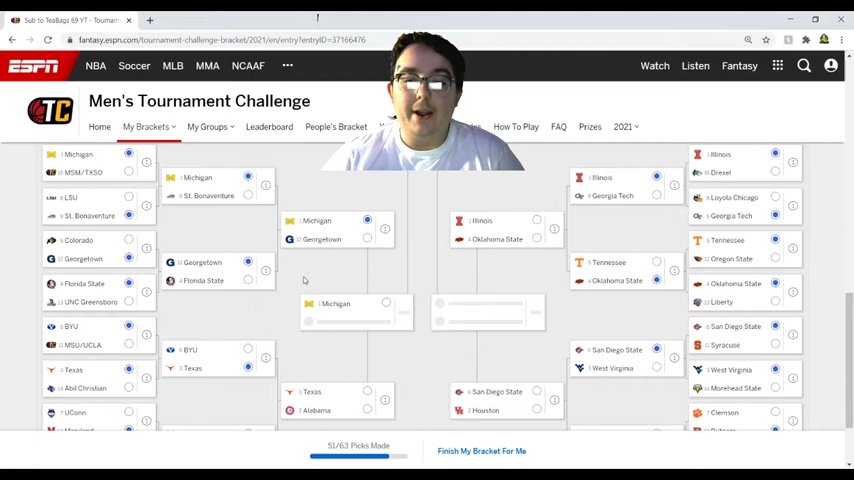 Sub to TeaBags 69 YT - Tournam
fantasy.espn.com/tournament-challenge-bracket/2021/en/entry?entryID=37166476
ESPN
NBA
Soccer
MLB
MMA
NCAAF
Watch
Listen
Fantasy
TC
Men's Tournament Challenge
Home
My Brackets
My Groups
Leaderboard
People's Bracket
How To Play
FAQ
Prizes
2021
1 Michigan
16 MSM/TXSO
8 LSU
9 St. Bonaventure
5 Colorado
12 Georgetown
4 Florida State
13 UNC Greensboro
6 BYU
11 MSU/UCLA
3 Texas
14 Abil Christian
7 UConn
Maryland
1 Michigan
9 St. Bonaventure
12 Georgetown
4 Florida State
6 BYU
3 Texas
1 Michigan
12 Georgetown
3 Texas
2 Alabama
1 Michigan
1 Illinois
4 Oklahoma State
6 San Diego State
2 Houston
1 Illinois
9 Georgia Tech
5 Tennessee
4 Oklahoma State
6 San Diego State
3 West Virginia
1 Illinois
16 Drexel
8 Loyola Chicago
9 Georgia Tech
5 Tennessee
12 Oregon State
4 Oklahoma State
13 Liberty
6 San Diego State
11 Syracuse
3 West Virginia
14 Morehead State
7 Clemson
Rutgers
51/63 Picks Made
Finish My Bracket For Me